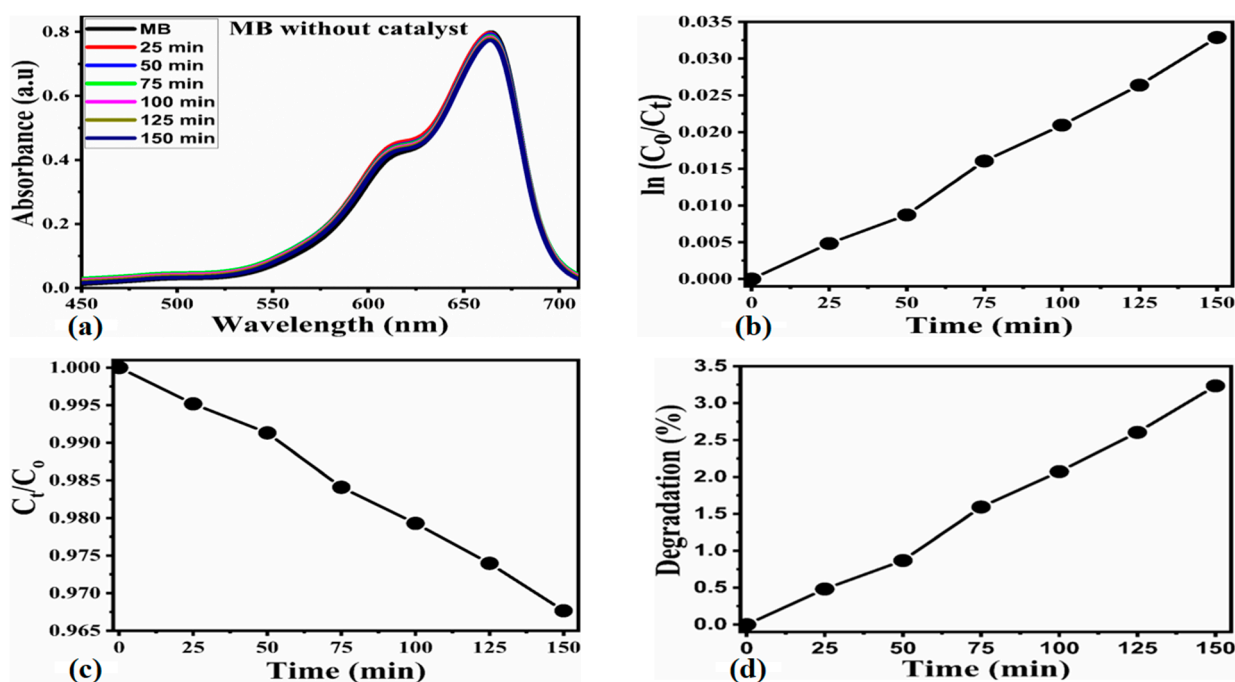 MB without catalyst
MB
25 min
50 min
75 min
100 min
125 min
150 min
Absorbance (a.u)
0.8
0.6
0.4
0.2
0.0
450 500 550 600 650 700
Wavelength (nm)
(a)
ln (C₀/Ct)
0.035
0.030
0.025
0.020
0.015
0.010
0.005
0.000
0 25 50 75 100 125 150
Time (min)
(b)
Ct/C₀
1.000
0.995
0.990
0.985
0.980
0.975
0.970
0.965
0 25 50 75 100 125 150
Time (min)
(c)
Degradation (%)
3.5
3.0
2.5
2.0
1.5
1.0
0.5
0.0
0 25 50 75 100 125 150
Time (min)
(d)